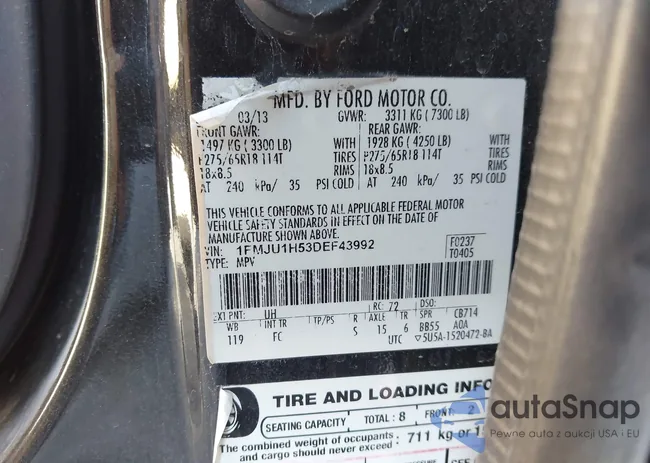 MFD. BY FORD MOTOR CO.
03/13 GVWR: 3311 KG (7300 LB)
FRONT GAWR: REAR GAWR:
1497 KG (3300 LB) WITH 1928 KG (4250 LB) WITH
P275/65R18 114T TIRES P275/65R18 114T TIRES
18x8.5 RIMS 18x8.5 RIMS
AT 240 kPa/ 35 PSI COLD AT 240 kPa/ 35 PSI COLD
THIS VEHICLE CONFORMS TO ALL APPLICABLE FEDERAL MOTOR
VEHICLE SAFETY STANDARDS IN EFFECT ON THE DATE OF
MANUFACTURE SHOWN ABOVE.
VIN: 1FMJU1H53DEF43992 F0237
TYPE: MPV T0405
EXT PNT: UH RC: 72 DSO:
WB INT TR TP/PS R AXLE TR SPR CB714
119 FC S 15 6 BB55 AOA
UTC ▽5U5A-1520472-BA
TIRE AND LOADING INFO
SEATING CAPACITY TOTAL: 8 FRONT: 2
The combined weight of occupants and cargo should never exceed: 711 kg or 1
autaSnap
Pewne auta z aukcji USA · EU